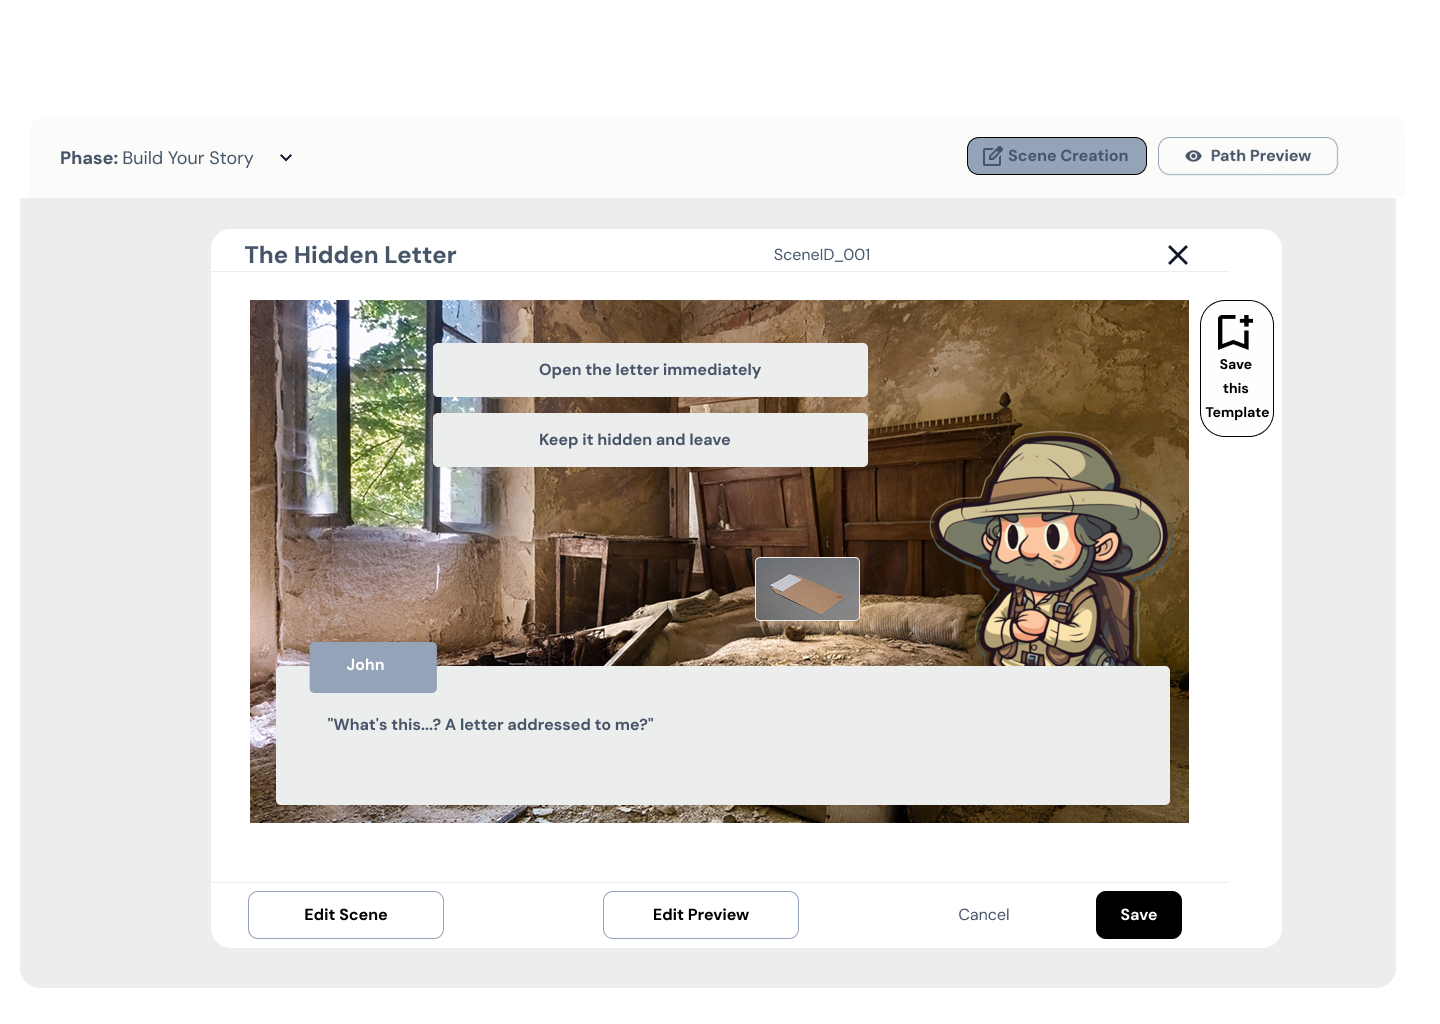 Phase: Build Your Story
Scene Creation
Path Preview
The Hidden Letter
SceneID_001
Open the letter immediately
Keep it hidden and leave
Save
this
Template
John
"What's this...? A letter addressed to me?"
Edit Scene
Edit Preview
Cancel
Save